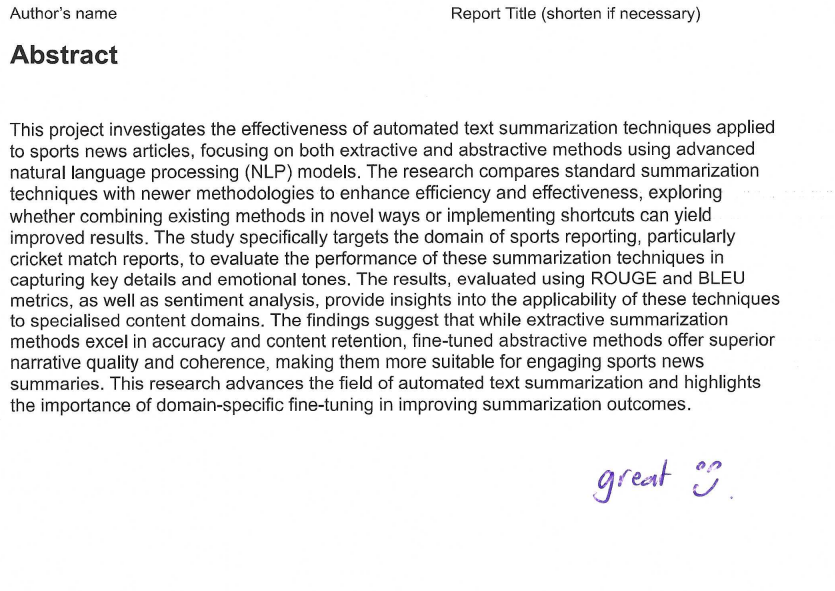 Author's name Report Title (shorten if necessary)
Abstract
This project investigates the effectiveness of automated text summarization techniques applied
to sports news articles, focusing on both extractive and abstractive methods using advanced
natural language processing (NLP) models. The research compares standard summarization
techniques with newer methodologies to enhance efficiency and effectiveness, exploring
whether combining existing methods in novel ways or implementing shortcuts can yield
improved results. The study specifically targets the domain of sports reporting, particularly
cricket match reports, to evaluate the performance of these summarization techniques in
capturing key details and emotional tones. The results, evaluated using ROUGE and BLEU
metrics, as well as sentiment analysis, provide insights into the applicability of these techniques
to specialised content domains. The findings suggest that while extractive summarization
methods excel in accuracy and content retention, fine-tuned abstractive methods offer superior
narrative quality and coherence, making them more suitable for engaging sports news
summaries. This research advances the field of automated text summarization and highlights
the importance of domain-specific fine-tuning in improving summarization outcomes.
great